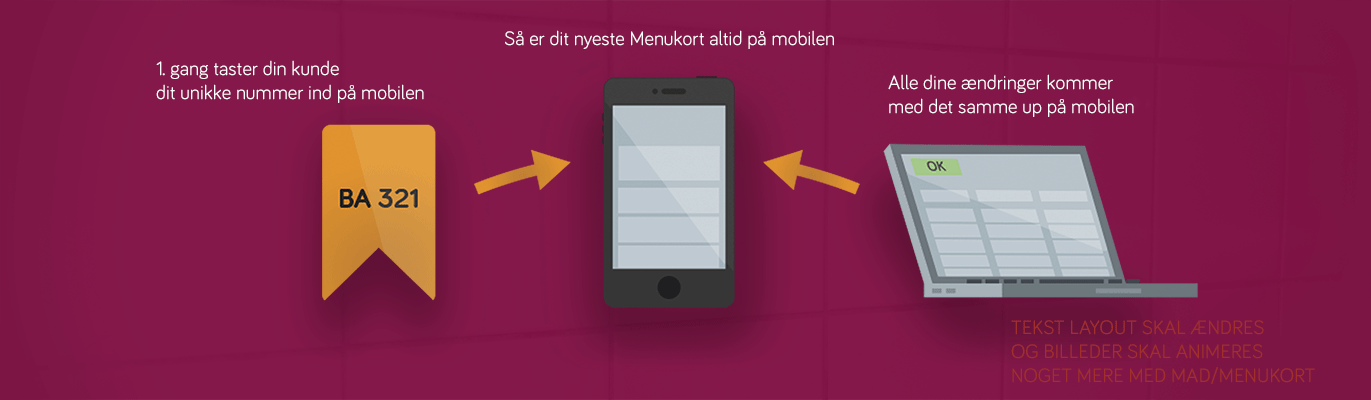 Så er dit nyeste Menukort altid på mobilen
1. gang taster din kunde
dit unikke nummer ind på mobilen
Alle dine ændringer kommer
med det samme up på mobilen
BA 321
OK
TEKST LAYOUT SKAL ÆNDRES
OG BILLEDER SKAL ANIMERES
NOGET MERE MED MAD/MENUKORT